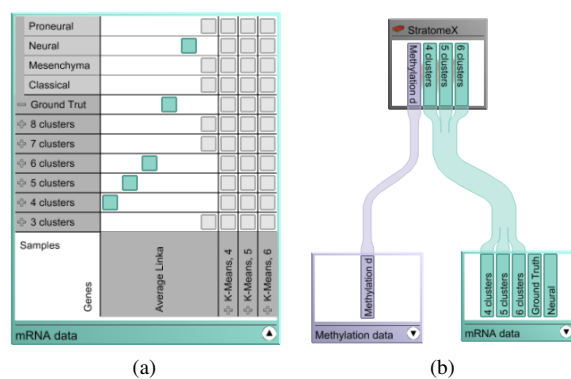 Proneural
Neural
Mesenchyma
Classical
Ground Trut
8 clusters
7 clusters
6 clusters
5 clusters
4 clusters
3 clusters
Samples
Genes
Average Linka
K-Means, 4
K-Means, 5
K-Means, 6
mRNA data
(a)
StratomeX
Methylation d
4 clusters
5 clusters
6 clusters
Methylation d
Methylation data
4 clusters
5 clusters
6 clusters
Ground Truth
Neural
mRNA data
(b)